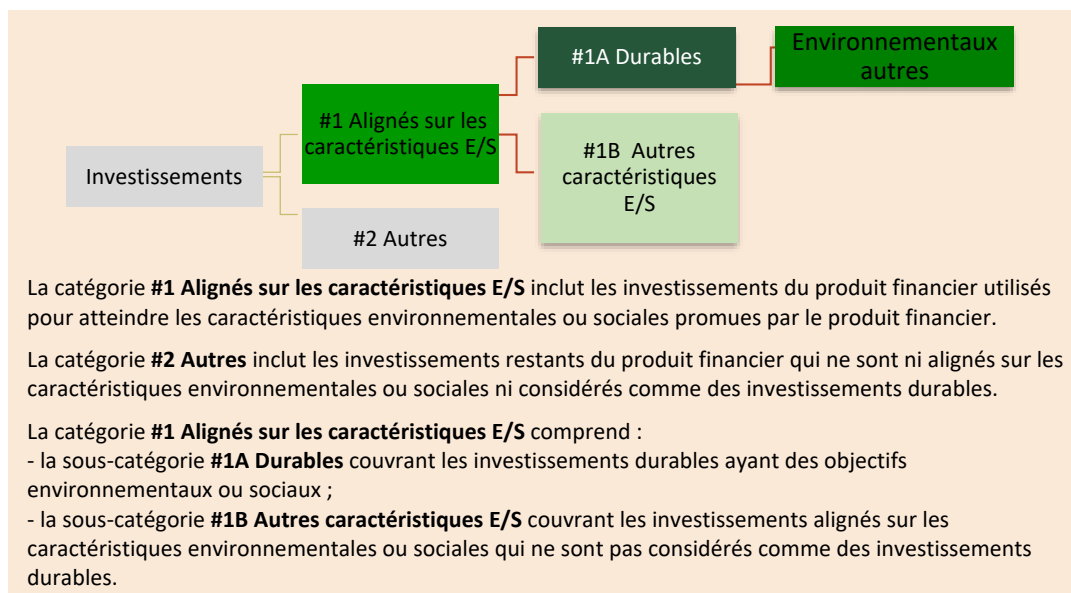 #1A Durables
Environnementaux
autres
#1 Alignés sur les
caractéristiques E/S
#1B Autres
caractéristiques
E/S
Investissements
#2 Autres
La catégorie #1 Alignés sur les caractéristiques E/S inclut les investissements du produit financier utilisés
pour atteindre les caractéristiques environnementales ou sociales promues par le produit financier.
La catégorie #2 Autres inclut les investissements restants du produit financier qui ne sont ni alignés sur les
caractéristiques environnementales ou sociales ni considérés comme des investissements durables.
La catégorie #1 Alignés sur les caractéristiques E/S comprend :
- la sous-catégorie #1A Durables couvrant les investissements durables ayant des objectifs
environnementaux ou sociaux ;
- la sous-catégorie #1B Autres caractéristiques E/S couvrant les investissements alignés sur les
caractéristiques environnementales ou sociales qui ne sont pas considérés comme des investissements
durables.